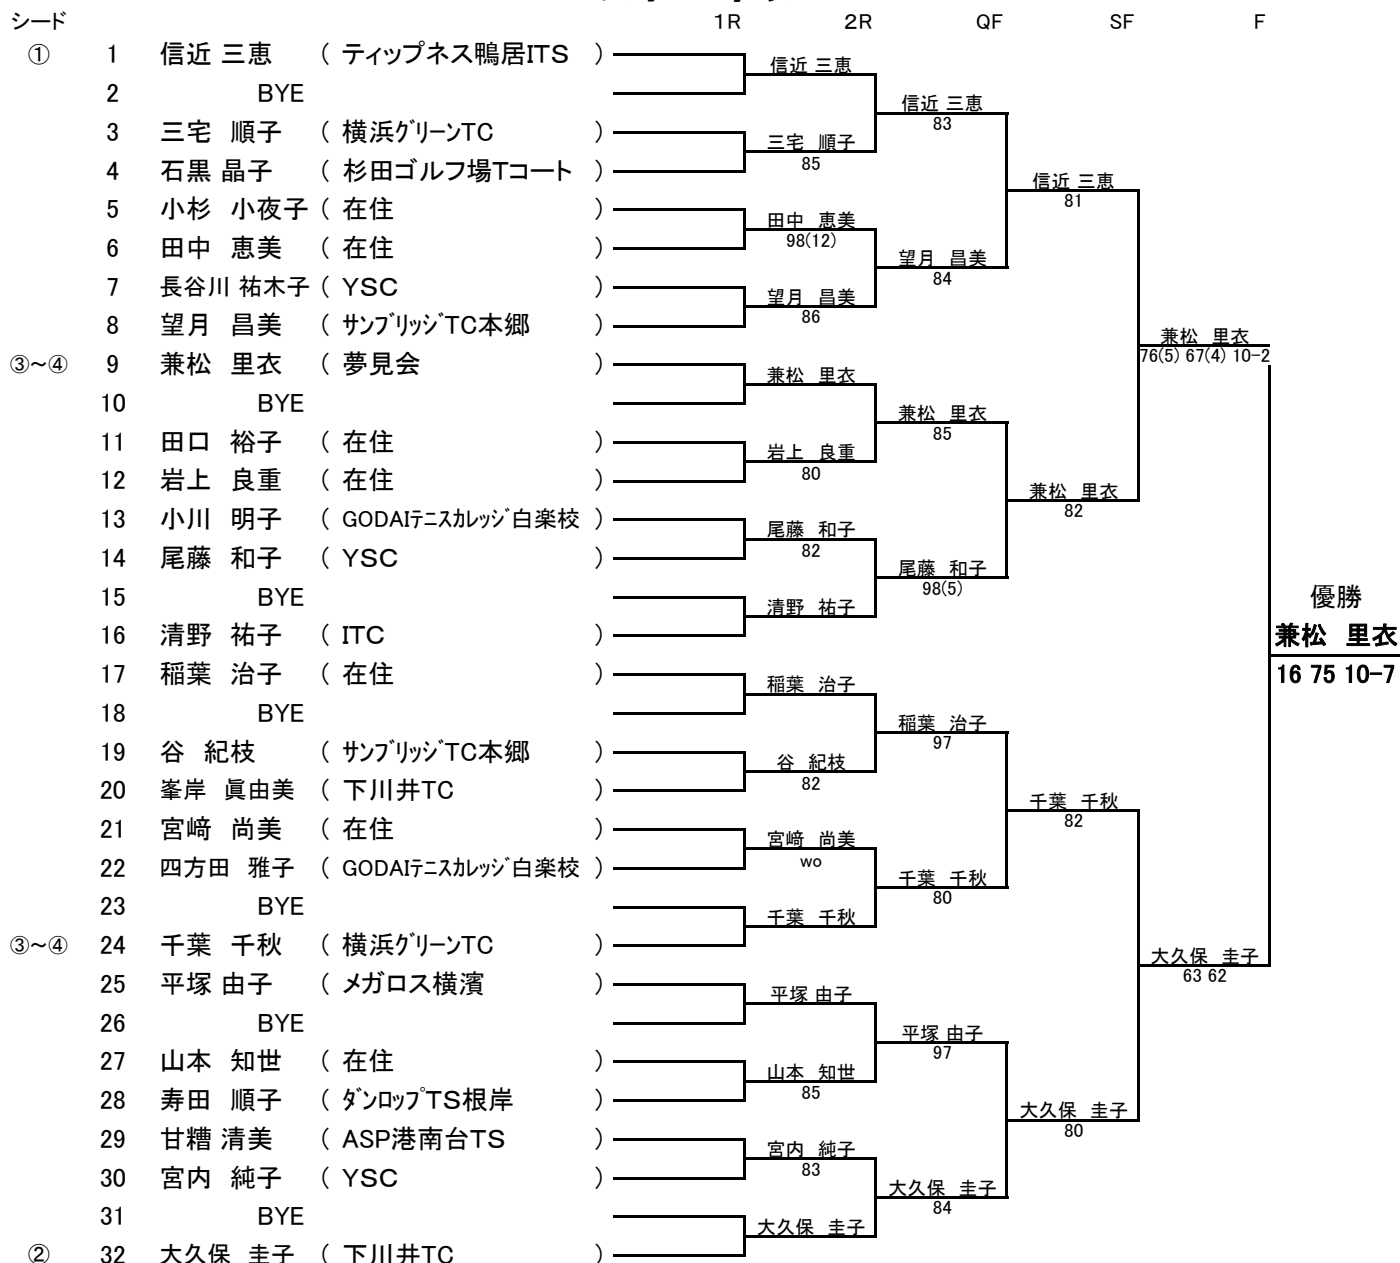 シード 1R 2R QF SF F
① 1 信近 三恵 ( ティップネス鴨居ITS )
2 BYE
3 三宅 順子 ( 横浜グリーンTC )
4 石黒 晶子 ( 杉田ゴルフ場Tコート )
5 小杉 小夜子 ( 在住 )
6 田中 恵美 ( 在住 )
7 長谷川 祐木子 ( YSC )
8 望月 昌美 ( サンブリッジTC本郷 )
③~④ 9 兼松 里衣 ( 夢見会 )
10 BYE
11 田口 裕子 ( 在住 )
12 岩上 良重 ( 在住 )
13 小川 明子 ( GODAIテニスカレッジ白楽校 )
14 尾藤 和子 ( YSC )
15 BYE
16 清野 祐子 ( ITC )
17 稲葉 治子 ( 在住 )
18 BYE
19 谷 紀枝 ( サンブリッジTC本郷 )
20 峯岸 眞由美 ( 下川井TC )
21 宮﨑 尚美 ( 在住 )
22 四方田 雅子 ( GODAIテニスカレッジ白楽校 )
23 BYE
③~④ 24 千葉 千秋 ( 横浜グリーンTC )
25 平塚 由子 ( メガロス横濱 )
26 BYE
27 山本 知世 ( 在住 )
28 寿田 順子 ( ダンロップTS根岸 )
29 甘糟 清美 ( ASP港南台TS )
30 宮内 純子 ( YSC )
31 BYE
② 32 大久保 圭子 ( 下川井TC )
信近 三恵
三宅 順子
85
田中 恵美
98(12)
望月 昌美
86
兼松 里衣
岩上 良重
80
尾藤 和子
82
清野 祐子
稲葉 治子
谷 紀枝
82
宮﨑 尚美
wo
千葉 千秋
平塚 由子
山本 知世
85
宮内 純子
83
大久保 圭子
信近 三恵
83
望月 昌美
84
兼松 里衣
85
尾藤 和子
98(5)
稲葉 治子
97
千葉 千秋
80
平塚 由子
97
大久保 圭子
84
信近 三恵
81
兼松 里衣
82
千葉 千秋
82
大久保 圭子
80
兼松 里衣
76(5) 67(4) 10-2
大久保 圭子
63 62
優勝
兼松 里衣
16 75 10-7